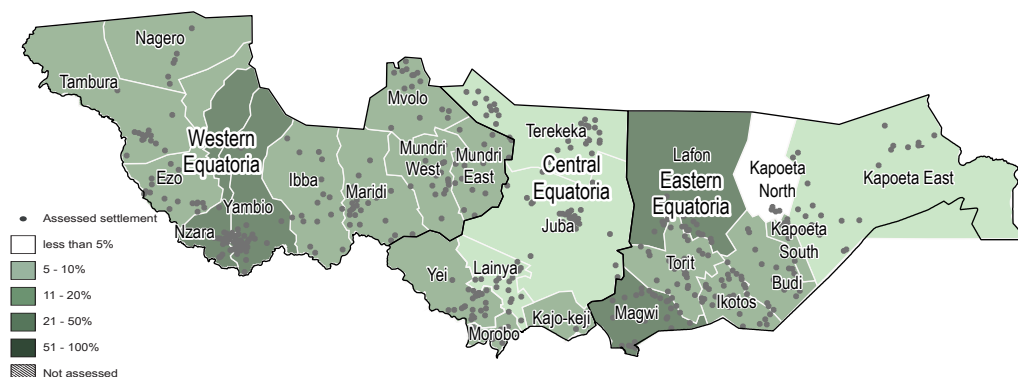 Nagero
Tambura
Mvolo
Western
Equatoria
Terekeka
Mundri
West
Mundri
East
Central
Equatoria
Lafon
Eastern
Equatoria
Kapoeta
North
Kapoeta East
Ezo
Ibba
Maridi
Yambio
Nzara
Juba
Kapoeta
South
Yei
Lainya
Torit
Budi
Ikotos
Magwi
Kajo-keji
Morobo
Assessed settlement
less than 5%
5 - 10%
11 - 20%
21 - 50%
51 - 100%
Not assessed